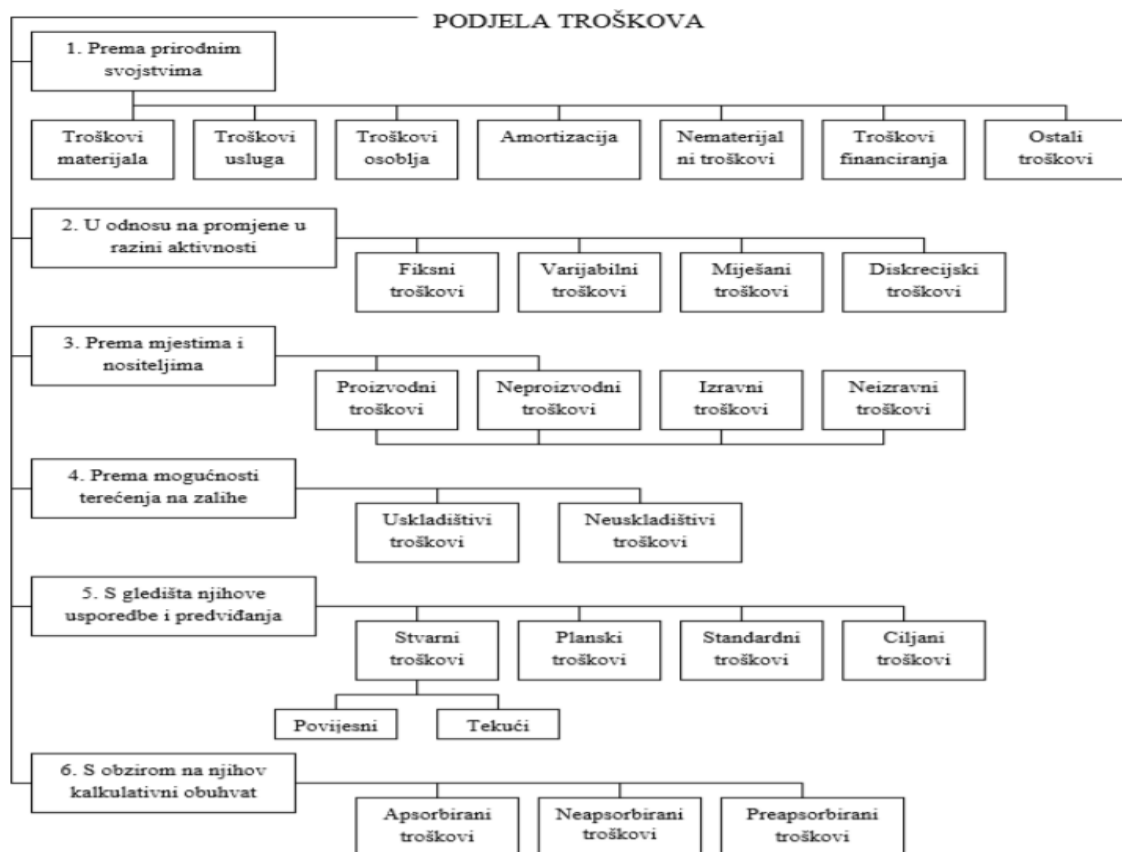 PODJELA TROŠKOVA
1. Prema prirodnim
svojstvima
Troškovi
materijala
Troškovi
usluga
Troškovi
osoblja
Amortizacija
Nematerijal
ni troškovi
Troškovi
financiranja
Ostali
troškovi
2. U odnosu na promjene u
razini aktivnosti
Fiksni
troškovi
Varijabilni
troškovi
Miješani
troškovi
Diskrecijski
troškovi
3. Prema mjestima i
nositeljima
Proizvodni
troškovi
Neproizvodni
troškovi
Izravni
troškovi
Neizravni
troškovi
4. Prema mogućnosti
terećenja na zalihe
Uskladištivi
troškovi
Neuskladištivi
troškovi
5. S gledišta njihove
usporedbe i predviđanja
Stvarni
troškovi
Planski
troškovi
Standardni
troškovi
Ciljani
troškovi
Povijesni
Tekući
6. S obzirom na njihov
kalkulativni obuhvat
Apsorbirani
troškovi
Neapsorbirani
troškovi
Preapsorbirani
troškovi